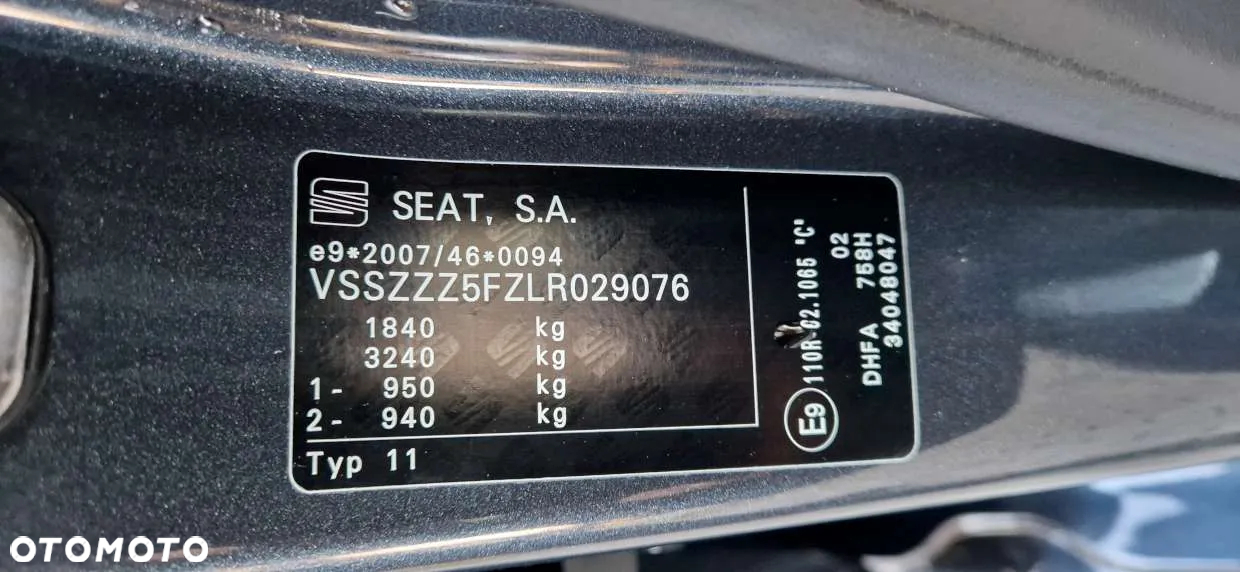 SEAT, S.A.
e9*2007/46*0094
VSSZZZ5FZLR029076
1840 kg
3240 kg
1- 950 kg
2- 940 kg
Typ 11
E9 110R-02.1065 "C"
02
DHFA 758H
34048047
OTOMOTO